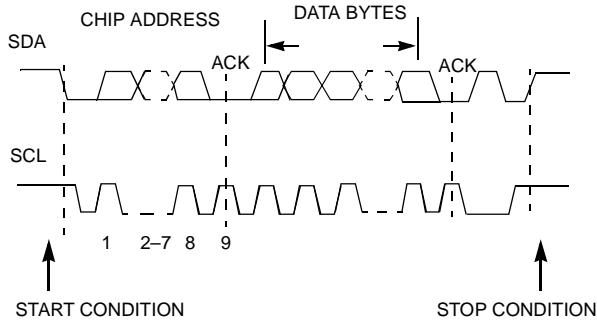 CHIP ADDRESS
DATA BYTES
SDA
ACK
ACK
SCL
1 2–7 8 9
START CONDITION
STOP CONDITION